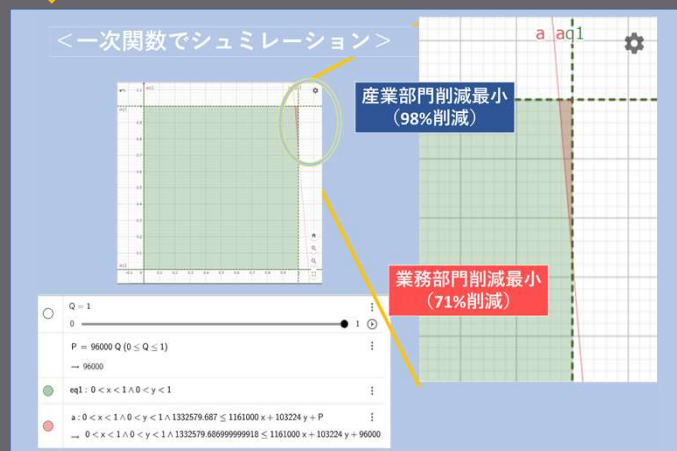 ＜一次関数でシュミレーション＞
a aq1
産業部門削減最小
（98%削減）
業務部門削減最小
（71%削減）
Q = 1
0 1
P = 96000 Q (0 ≤ Q ≤ 1)
→ 96000
eq1 : 0 < x < 1 ∧ 0 < y < 1
a : 0 < x < 1 ∧ 0 < y < 1 ∧ 1332579.687 ≤ 1161000 x + 103224 y + P
→ 0 < x < 1 ∧ 0 < y < 1 ∧ 1332579.686999999918 ≤ 1161000 x + 103224 y + 96000